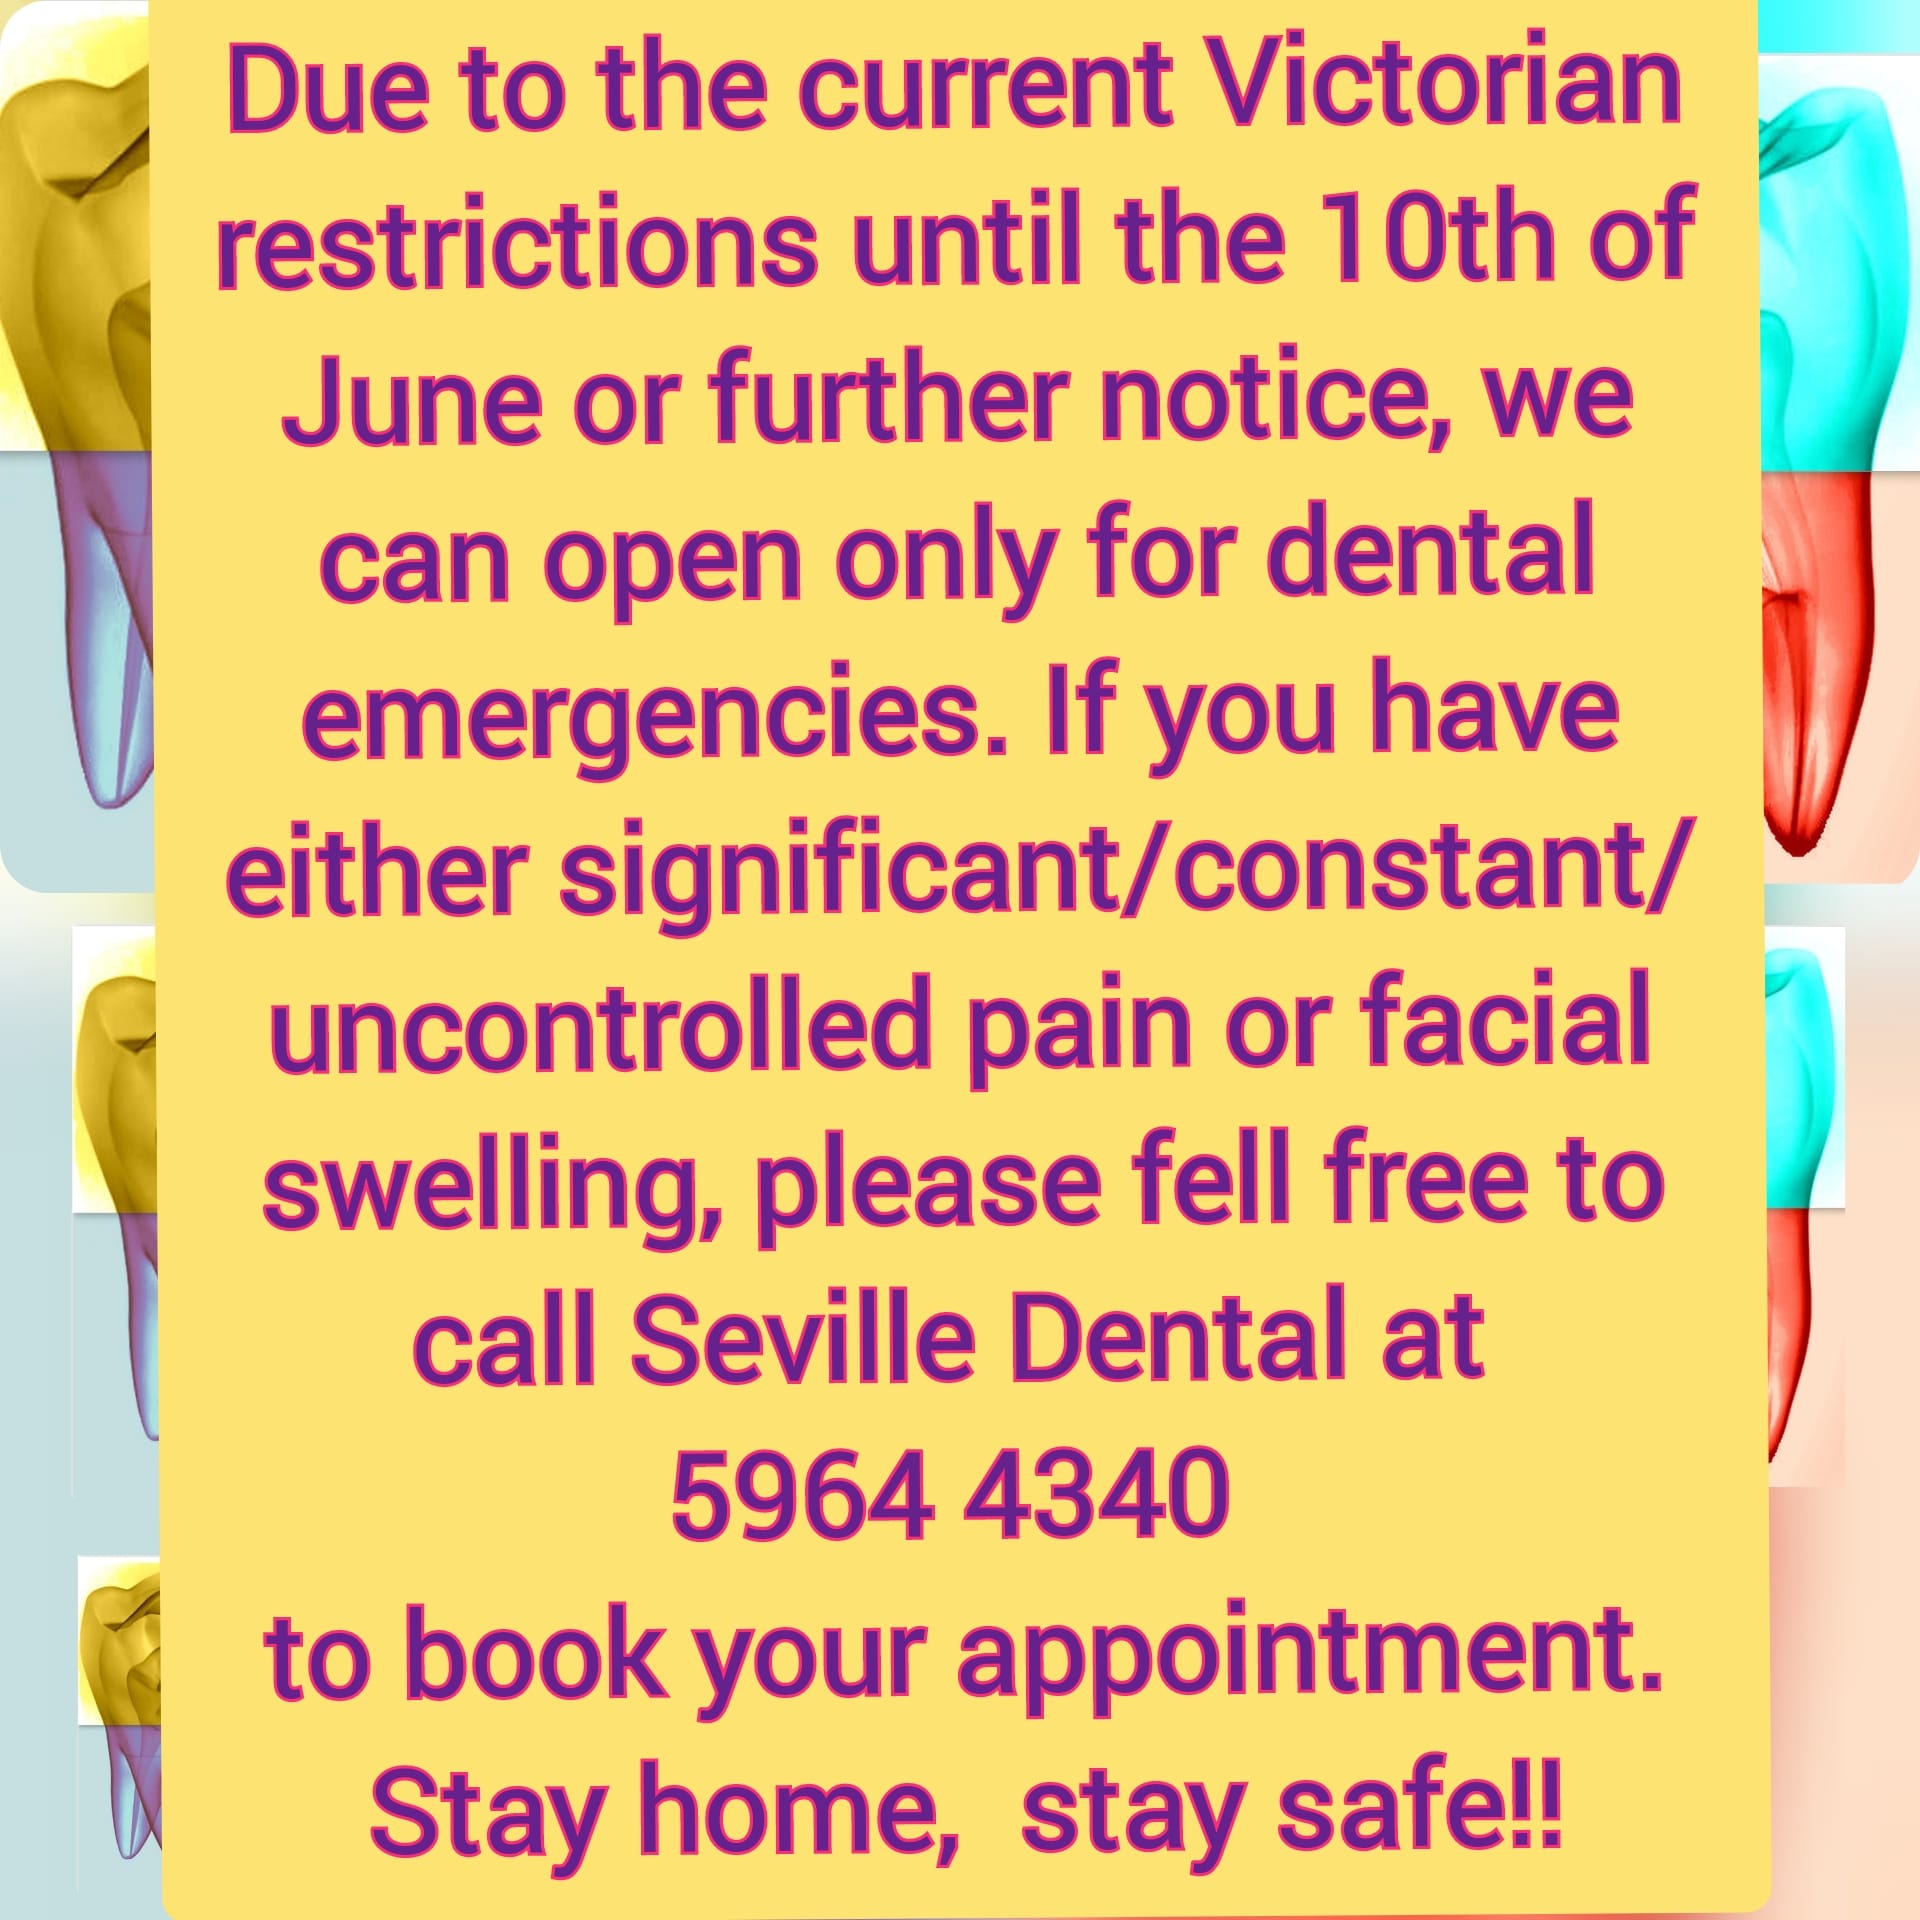 Due to the current Victorian
restrictions until the 10th of
June or further notice, we
can open only for dental
emergencies. If you have
either significant/constant/
uncontrolled pain or facial
swelling, please fell free to
call Seville Dental at
5964 4340
to book your appointment.
Stay home,  stay safe!!